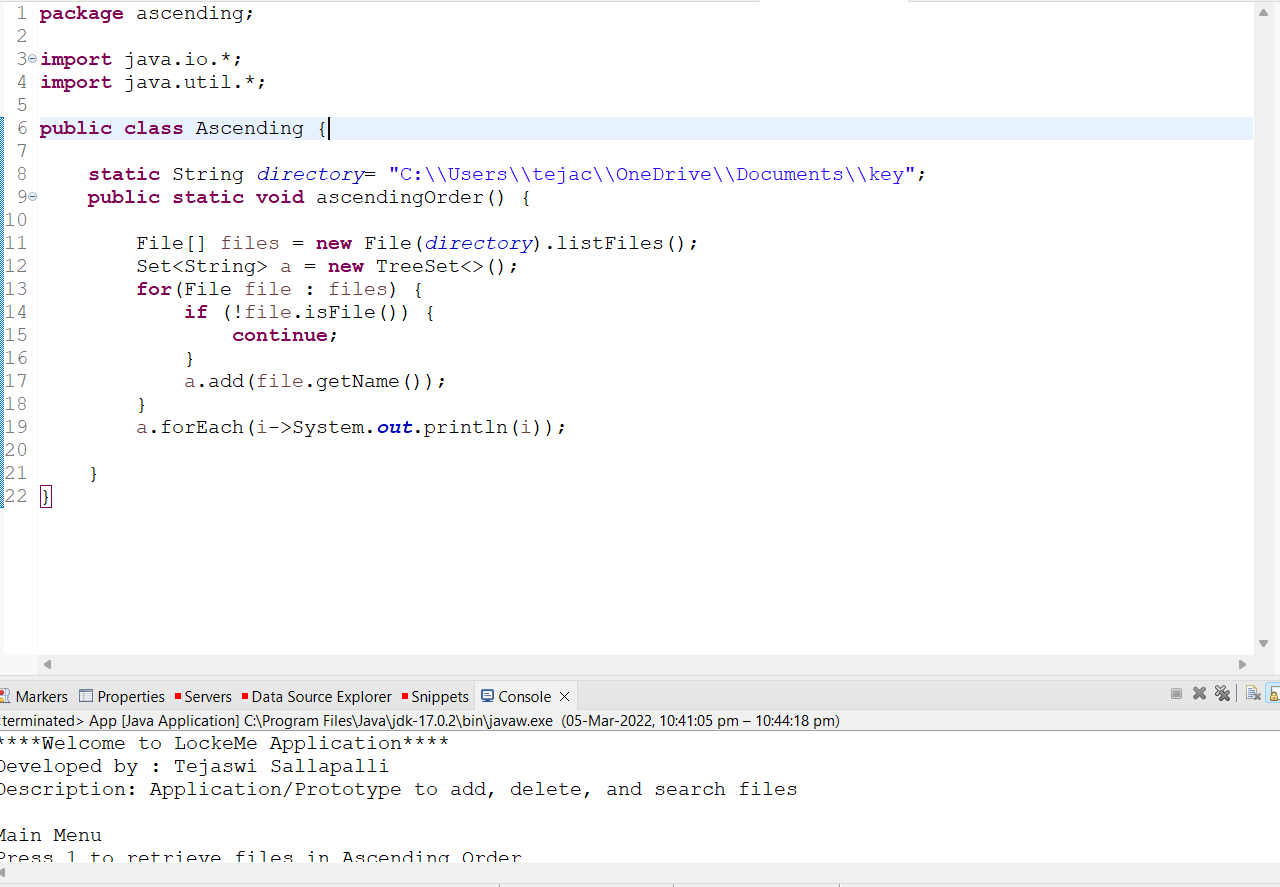 1 package ascending;
2
3 import java.io.*;
4 import java.util.*;
5
6 public class Ascending {
7
8     static String directory= "C:\\Users\\tejac\\OneDrive\\Documents\\key";
9     public static void ascendingOrder() {
10
11         File[] files = new File(directory).listFiles();
12         Set<String> a = new TreeSet<>();
13         for(File file : files) {
14             if (!file.isFile()) {
15                 continue;
16             }
17             a.add(file.getName());
18         }
19         a.forEach(i->System.out.println(i));
20
21     }
22 }
Markers Properties Servers Data Source Explorer Snippets Console
<terminated> App [Java Application] C:\Program Files\Java\jdk-17.0.2\bin\javaw.exe (05-Mar-2022, 10:41:05 pm – 10:44:18 pm)
****Welcome to LockeMe Application****
Developed by : Tejaswi Sallapalli
Description: Application/Prototype to add, delete, and search files

Main Menu
Press 1 to retrieve files in Ascending Order